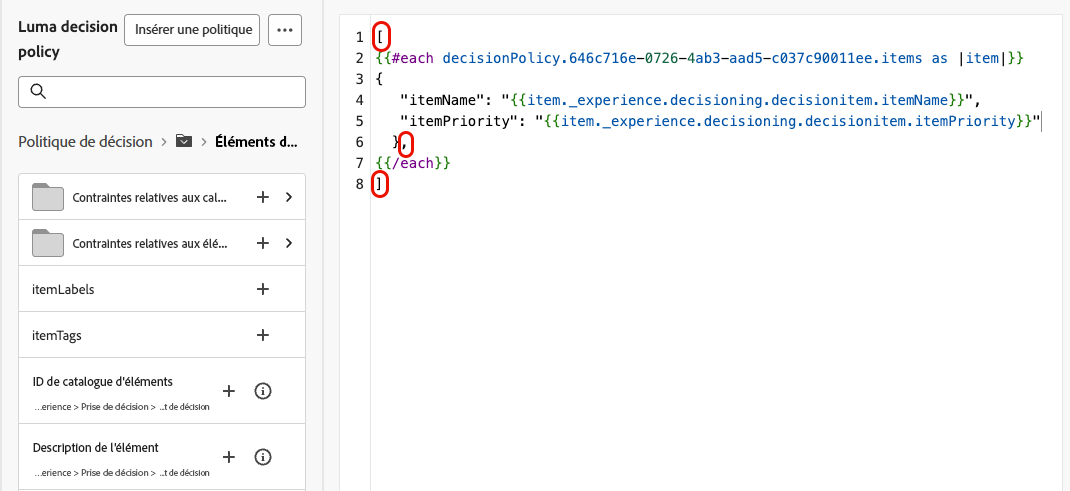 Luma decision
policy
Insérer une politique
...
Politique de décision > > Éléments d...
Contraintes relatives aux cal...
Contraintes relatives aux élé...
itemLabels
itemTags
ID de catalogue d'éléments
...erience > Prise de décision > ...t de décision
Description de l'élément
...erience > Prise de décision > ...t de décision
1 [
2 {{#each decisionPolicy.646c716e-0726-4ab3-aad5-c037c90011ee.items as |item|}}
3 {
4 "itemName": "{{item._experience.decisioning.decisionitem.itemName}}",
5 "itemPriority": "{{item._experience.decisioning.decisionitem.itemPriority}}"
6 },
7 {{/each}}
8 ]